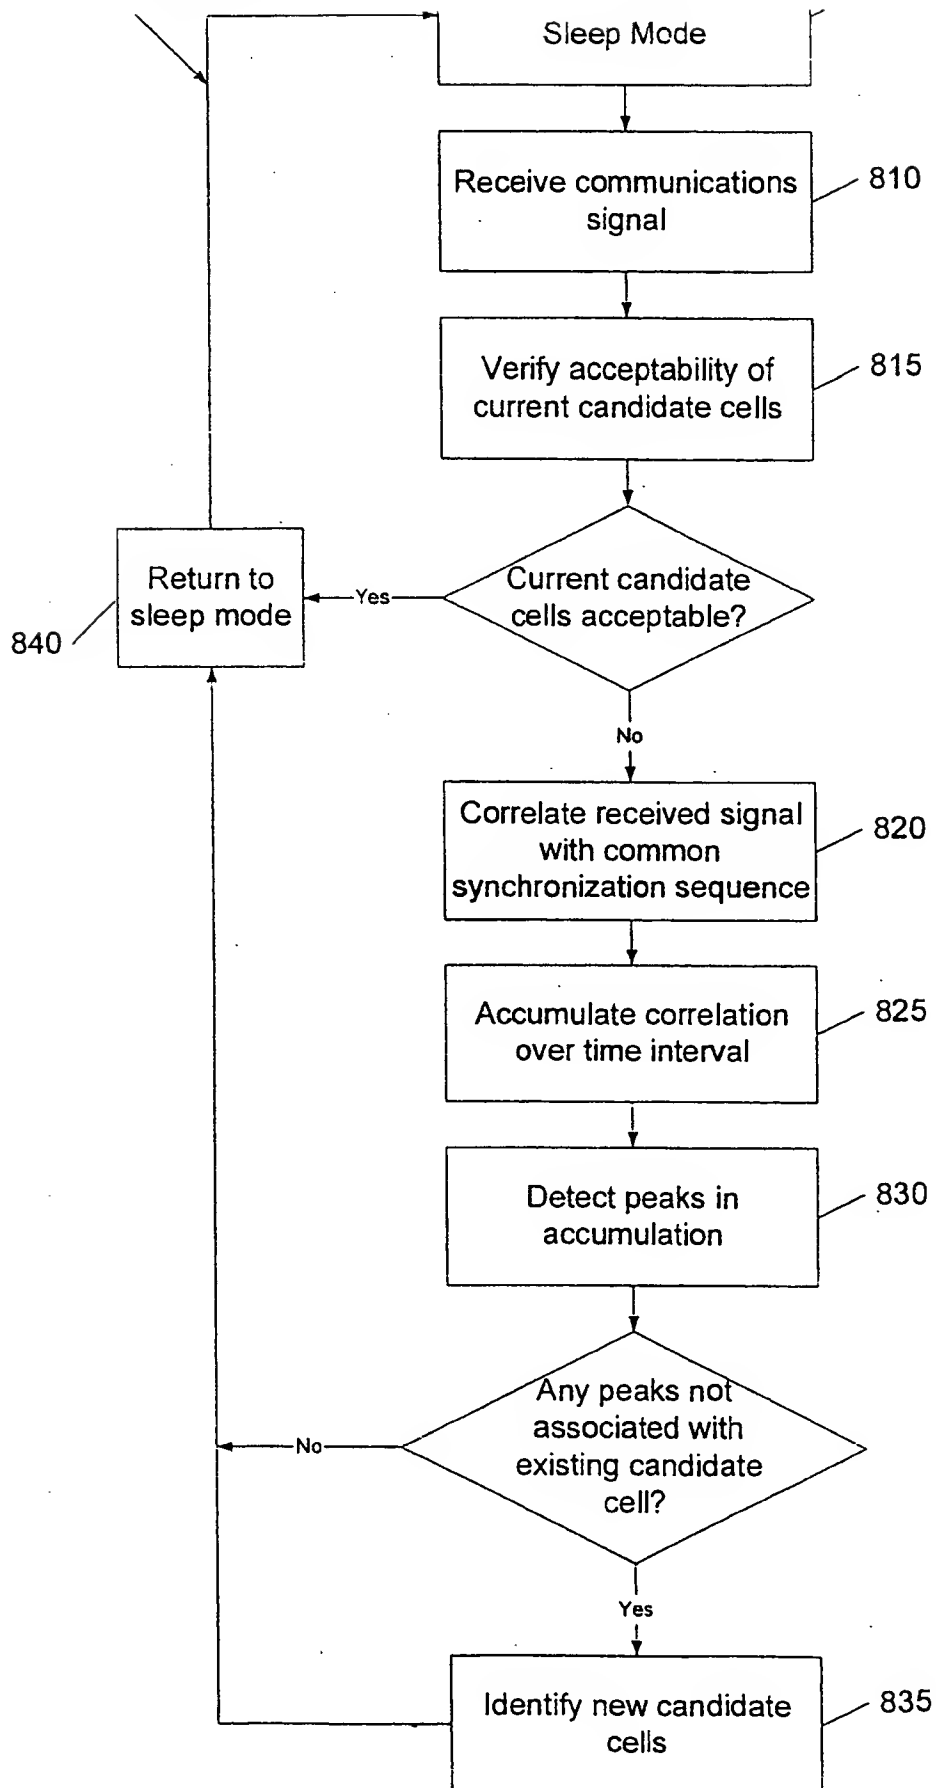 Sleep Mode
Receive communications
signal
810
Verify acceptability of
current candidate cells
815
Current candidate
cells acceptable?
Yes
Return to
sleep mode
840
No
Correlate received signal
with common
synchronization sequence
820
Accumulate correlation
over time interval
825
Detect peaks in
accumulation
830
Any peaks not
associated with
existing candidate
cell?
No
Yes
Identify new candidate
cells
835